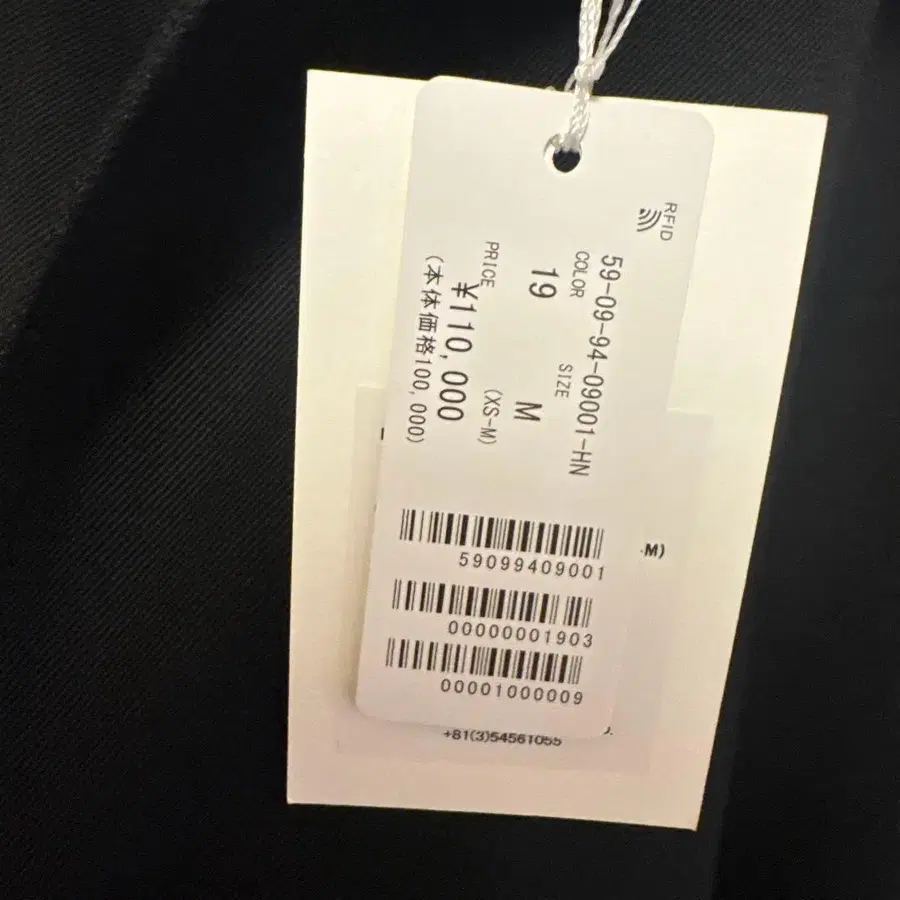 RFID
59-09-94-09001-HN
COLOR SIZE
19 M
PRICE (XS-M)
¥110,000
(本体価格100,000)
59099409001
00000001903
00001000009
M)
+81(3)54561055